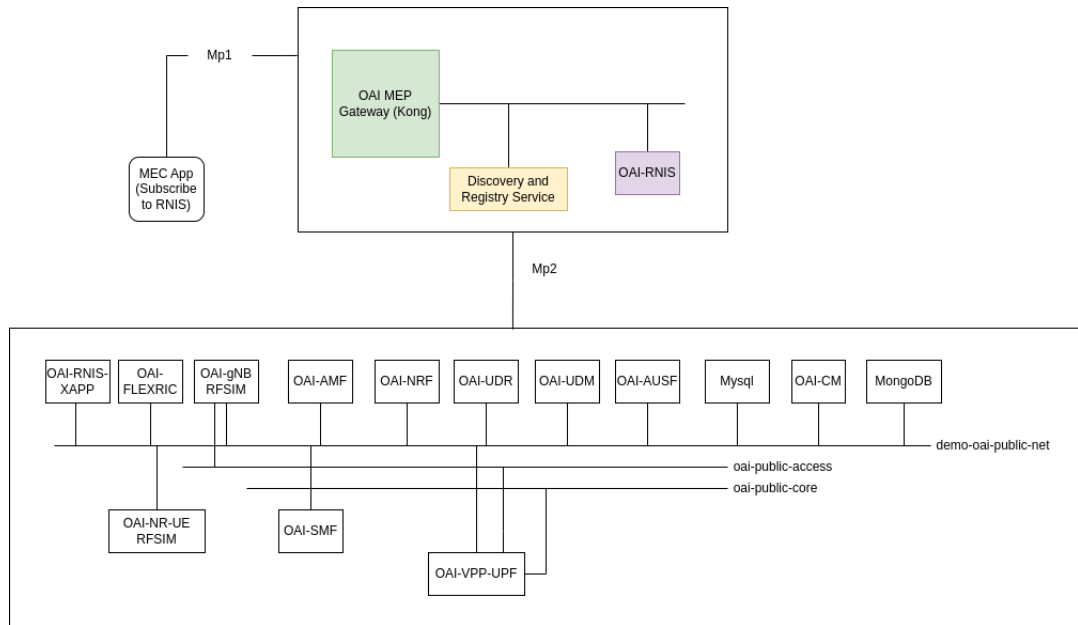 Mp1
OAI MEP
Gateway (Kong)
MEC App
(Subscribe
to RNIS)
Discovery and
Registry Service
OAI-RNIS
Mp2
OAI-RNIS-
XAPP
OAI-
FLEXRIC
OAI-gNB
RFSIM
OAI-AMF
OAI-NRF
OAI-UDR
OAI-UDM
OAI-AUSF
Mysql
OAI-CM
MongoDB
demo-oai-public-net
oai-public-access
oai-public-core
OAI-NR-UE
RFSIM
OAI-SMF
OAI-VPP-UPF